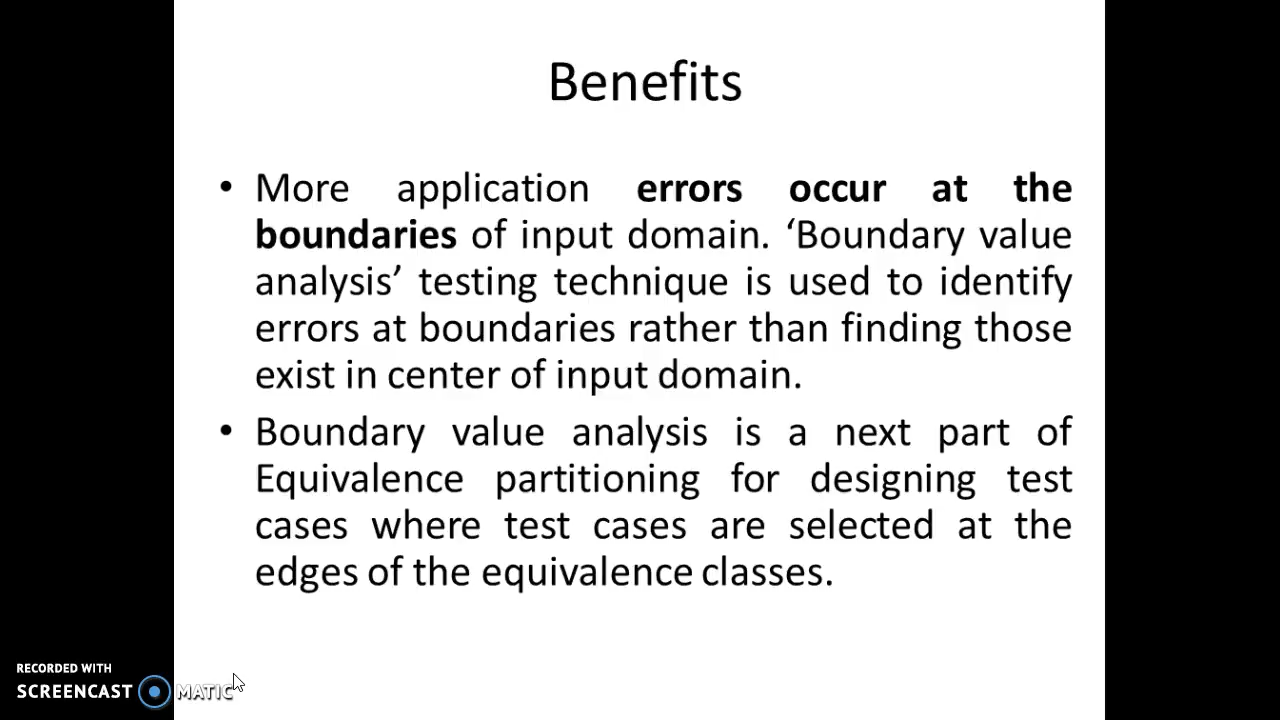 Benefits
• More application errors occur at the
boundaries of input domain. ‘Boundary value
analysis’ testing technique is used to identify
errors at boundaries rather than finding those
exist in center of input domain.
• Boundary value analysis is a next part of
Equivalence partitioning for designing test
cases where test cases are selected at the
edges of the equivalence classes.
RECORDED WITH
SCREENCAST MATIC